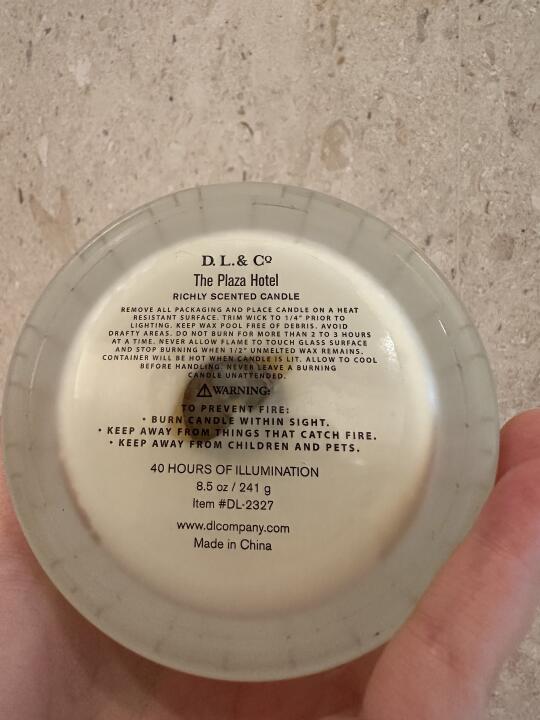 D. L. & Cº
The Plaza Hotel
RICHLY SCENTED CANDLE
REMOVE ALL PACKAGING AND PLACE CANDLE ON A HEAT
RESISTANT SURFACE. TRIM WICK TO 1/4" PRIOR TO
LIGHTING. KEEP WAX POOL FREE OF DEBRIS. AVOID
DRAFTY AREAS. DO NOT BURN FOR MORE THAN 2 TO 3 HOURS
AT A TIME. NEVER ALLOW FLAME TO TOUCH GLASS SURFACE
AND STOP BURNING WHEN 1/2" UNMELTED WAX REMAINS.
CONTAINER WILL BE HOT WHEN CANDLE IS LIT. ALLOW TO COOL
BEFORE HANDLING. NEVER LEAVE A BURNING
CANDLE UNATTENDED.
⚠WARNING:
TO PREVENT FIRE:
• BURN CANDLE WITHIN SIGHT.
• KEEP AWAY FROM THINGS THAT CATCH FIRE.
• KEEP AWAY FROM CHILDREN AND PETS.
40 HOURS OF ILLUMINATION
8.5 oz / 241 g
Item #DL-2327
www.dlcompany.com
Made in China